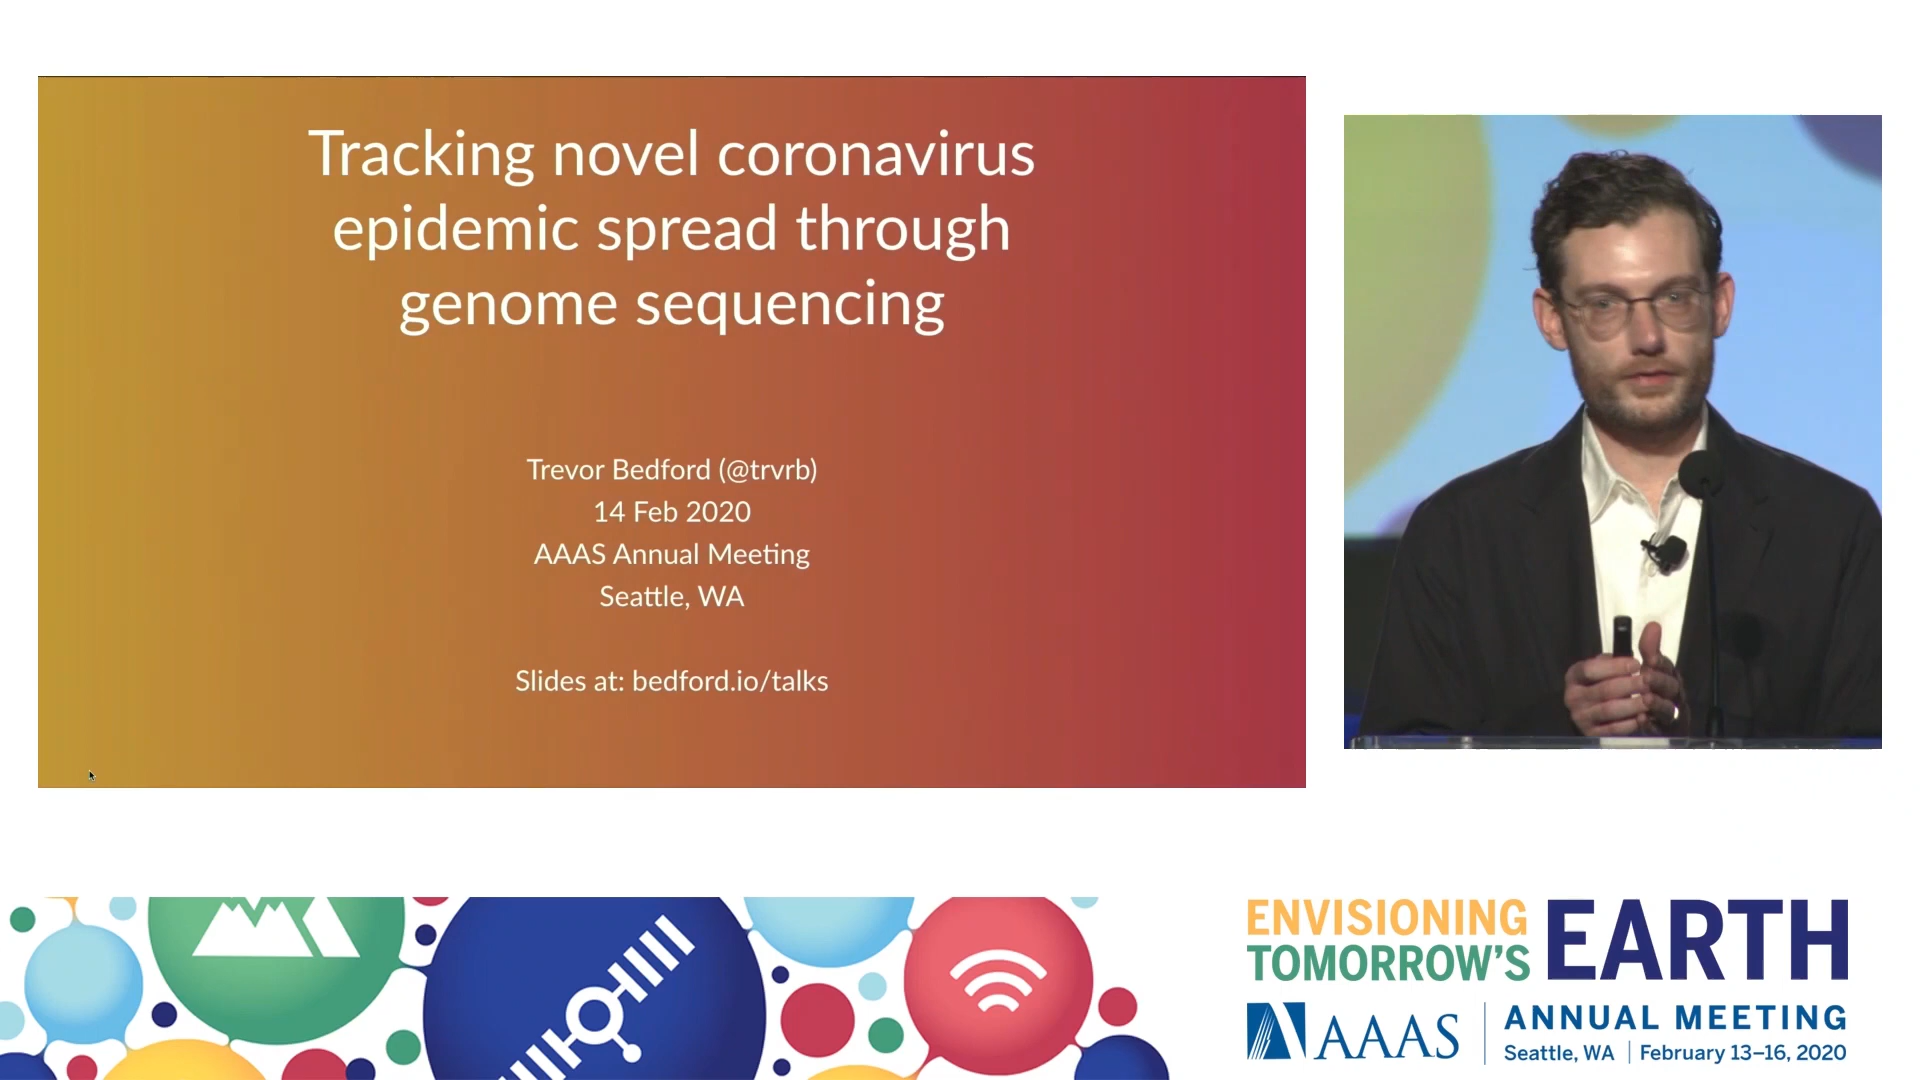 Tracking novel coronavirus
epidemic spread through
genome sequencing
Trevor Bedford (@trvrb)
14 Feb 2020
AAAS Annual Meeting
Seattle, WA
Slides at: bedford.io/talks
ENVISIONING
TOMORROW'S
EARTH
AAAS
ANNUAL MEETING
Seattle, WA | February 13–16, 2020